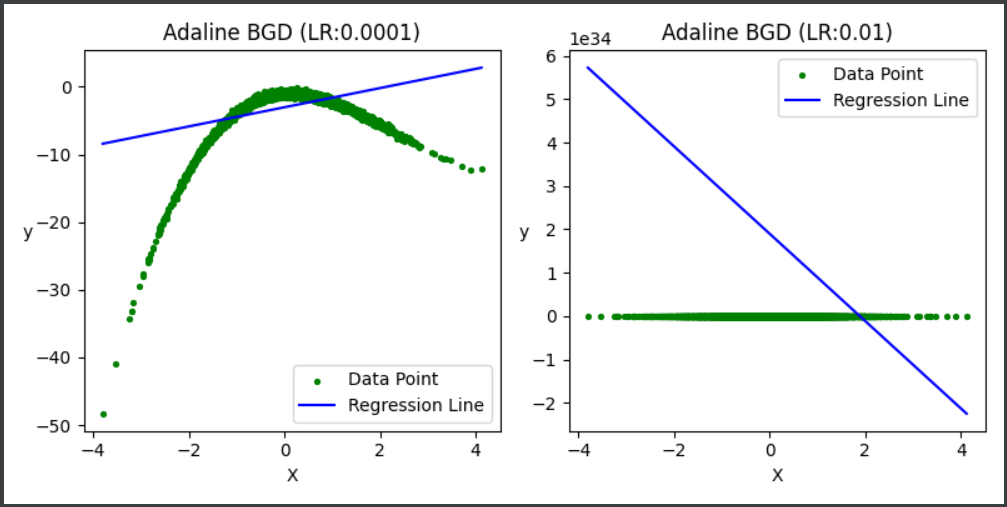 Adaline BGD (LR:0.0001)
0
−10
−20
−30
−40
−50
y
−4
−2
0
2
4
X
Data Point
Regression Line
Adaline BGD (LR:0.01)
1e34
6
5
4
3
2
1
0
−1
−2
y
−4
−2
0
2
4
X
Data Point
Regression Line